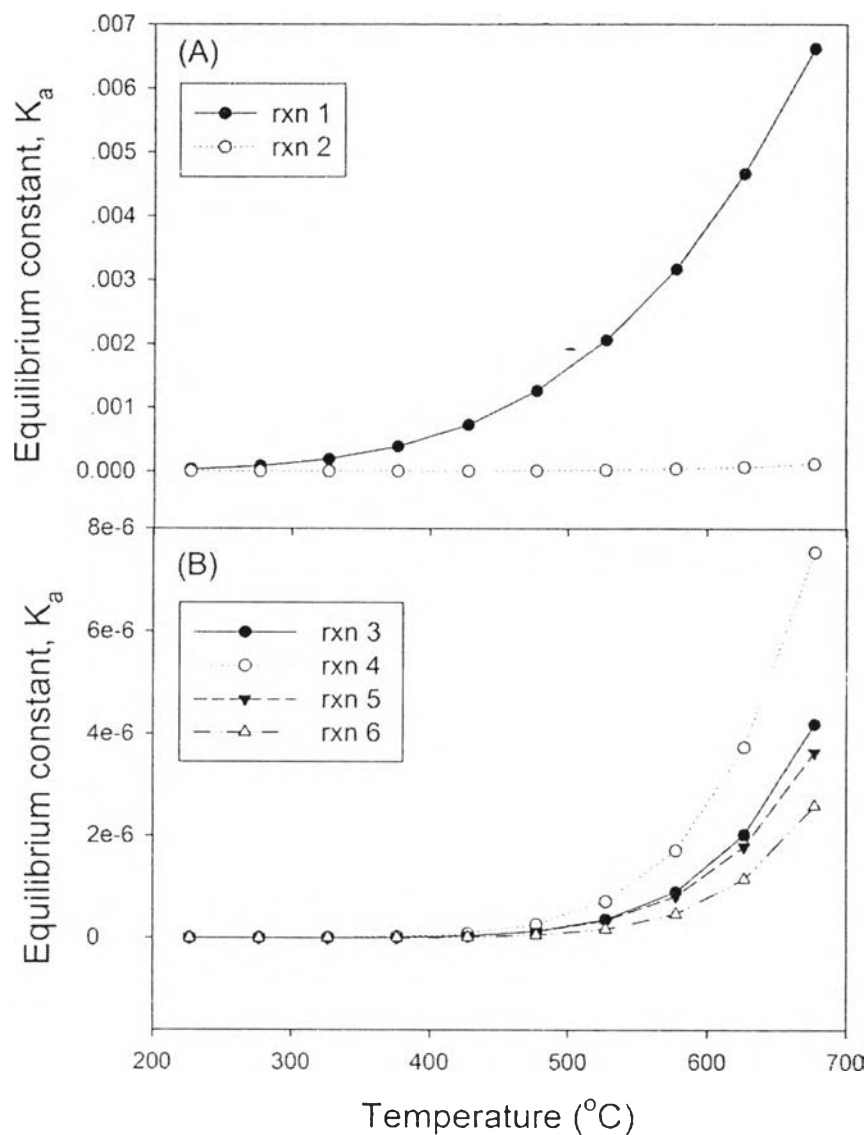 (A)
rxn 1
rxn 2
Equilibrium constant, Ka
.007
.006
.005
.004
.003
.002
.001
0.000
(B)
rxn 3
rxn 4
rxn 5
rxn 6
Equilibrium constant, Ka
8e-6
6e-6
4e-6
2e-6
0
200
300
400
500
600
700
Temperature (°C)